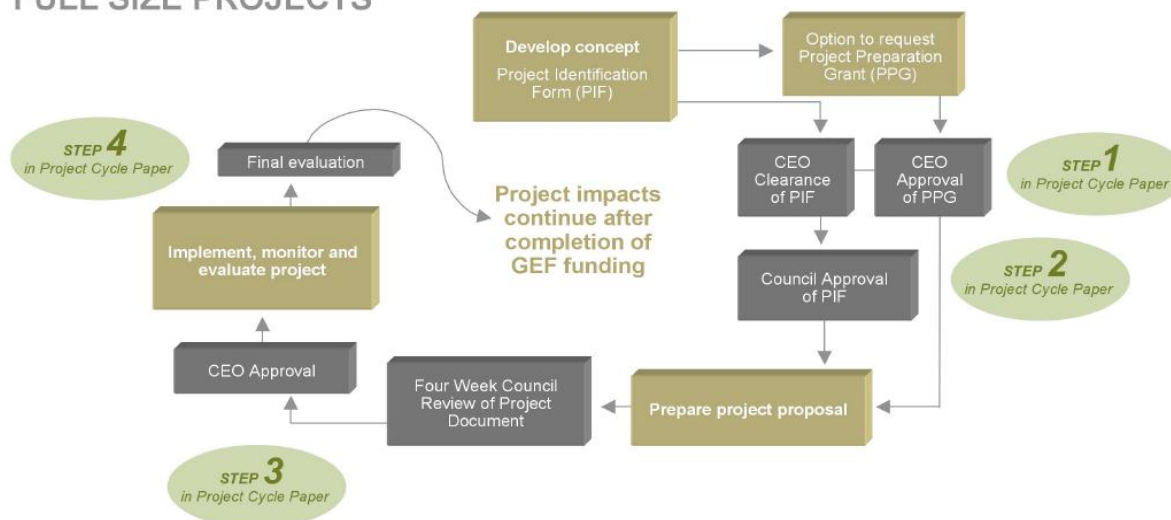 FULL SIZE PROJECTS
Develop concept
Project Identification
Form (PIF)
Option to request
Project Preparation
Grant (PPG)
STEP 4
in Project Cycle Paper
Final evaluation
CEO
Clearance
of PIF
CEO
Approval
of PPG
STEP 1
in Project Cycle Paper
Project impacts
continue after
completion of
GEF funding
Implement, monitor and
evaluate project
STEP 2
in Project Cycle Paper
Council Approval
of PIF
CEO Approval
Four Week Council
Review of Project
Document
Prepare project proposal
STEP 3
in Project Cycle Paper